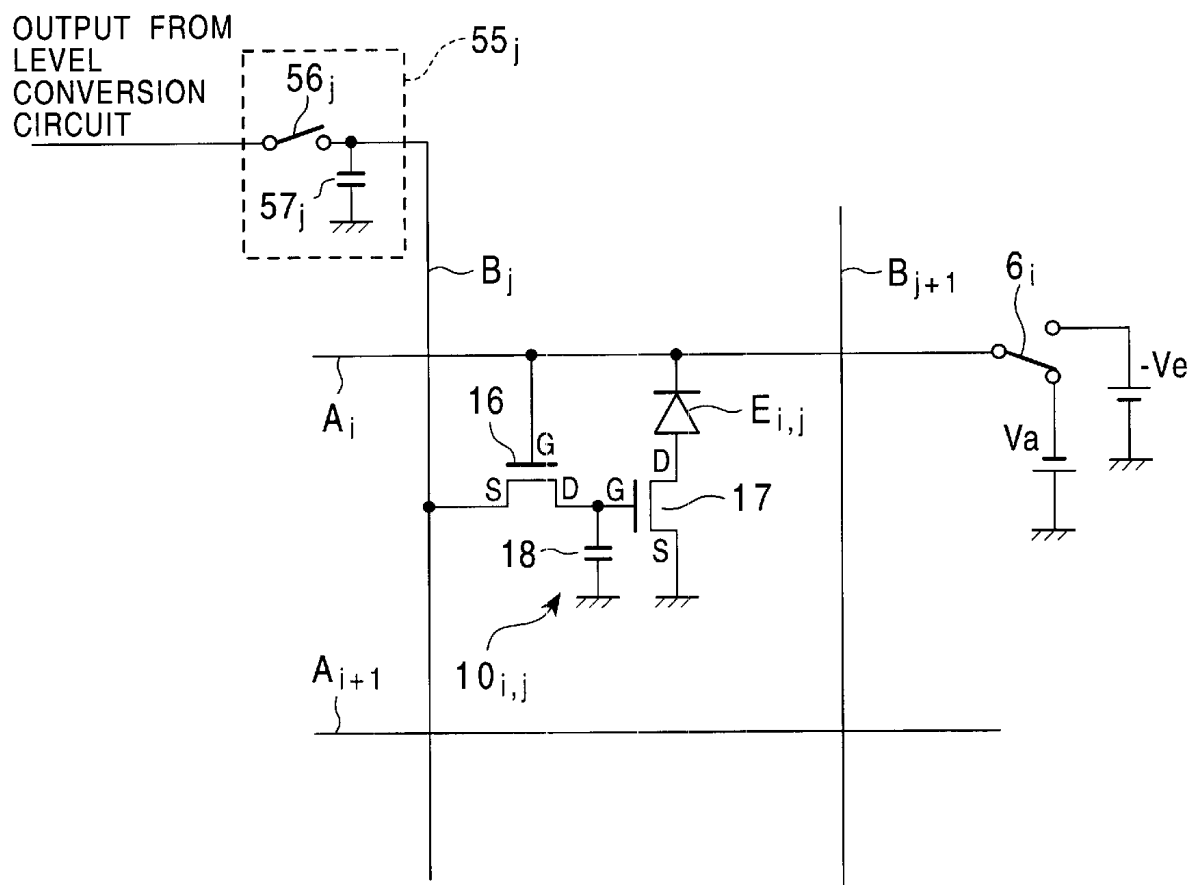 OUTPUT FROM
LEVEL
CONVERSION
CIRCUIT
55j
56j
57j
Bj
Bj+1
6i
-Ve
Va
Ai
16
G
S
D
Ei,j
D
G
17
S
18
10i,j
Ai+1